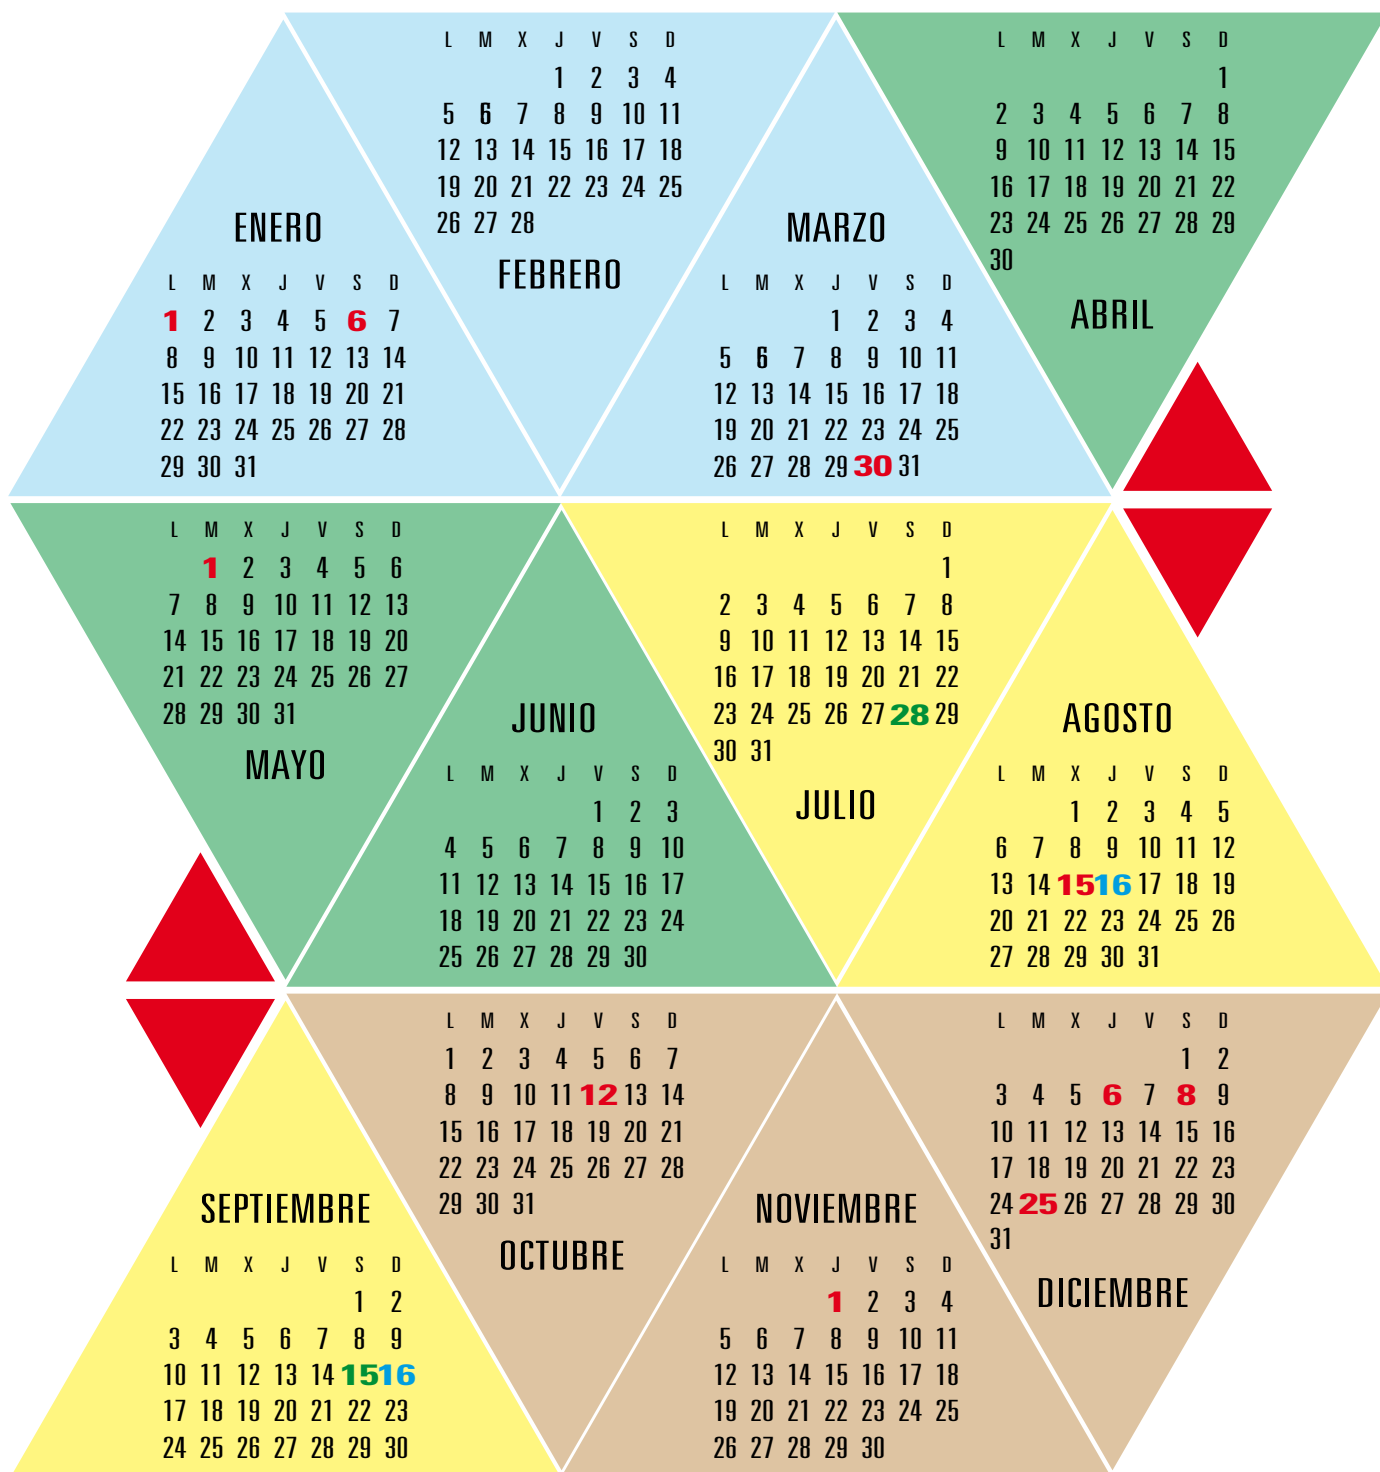 ENERO
L M X J V S D
1 2 3 4 5 6 7
8 9 10 11 12 13 14
15 16 17 18 19 20 21
22 23 24 25 26 27 28
29 30 31
L M X J V S D
1 2 3 4
5 6 7 8 9 10 11
12 13 14 15 16 17 18
19 20 21 22 23 24 25
26 27 28
FEBRERO
MARZO
L M X J V S D
1 2 3 4
5 6 7 8 9 10 11
12 13 14 15 16 17 18
19 20 21 22 23 24 25
26 27 28 29 30 31
L M X J V S D
1
2 3 4 5 6 7 8
9 10 11 12 13 14 15
16 17 18 19 20 21 22
23 24 25 26 27 28 29
30
ABRIL
L M X J V S D
1 2 3 4 5 6
7 8 9 10 11 12 13
14 15 16 17 18 19 20
21 22 23 24 25 26 27
28 29 30 31
MAYO
JUNIO
L M X J V S D
1 2 3
4 5 6 7 8 9 10
11 12 13 14 15 16 17
18 19 20 21 22 23 24
25 26 27 28 29 30
L M X J V S D
1
2 3 4 5 6 7 8
9 10 11 12 13 14 15
16 17 18 19 20 21 22
23 24 25 26 27 28 29
30 31
JULIO
AGOSTO
L M X J V S D
1 2 3 4 5
6 7 8 9 10 11 12
13 14 15 16 17 18 19
20 21 22 23 24 25 26
27 28 29 30 31
SEPTIEMBRE
L M X J V S D
1 2
3 4 5 6 7 8 9
10 11 12 13 14 15 16
17 18 19 20 21 22 23
24 25 26 27 28 29 30
L M X J V S D
1 2 3 4 5 6 7
8 9 10 11 12 13 14
15 16 17 18 19 20 21
22 23 24 25 26 27 28
29 30 31
OCTUBRE
NOVIEMBRE
L M X J V S D
1 2 3 4
5 6 7 8 9 10 11
12 13 14 15 16 17 18
19 20 21 22 23 24 25
26 27 28 29 30
L M X J V S D
1 2
3 4 5 6 7 8 9
10 11 12 13 14 15 16
17 18 19 20 21 22 23
24 25 26 27 28 29 30
31
DICIEMBRE